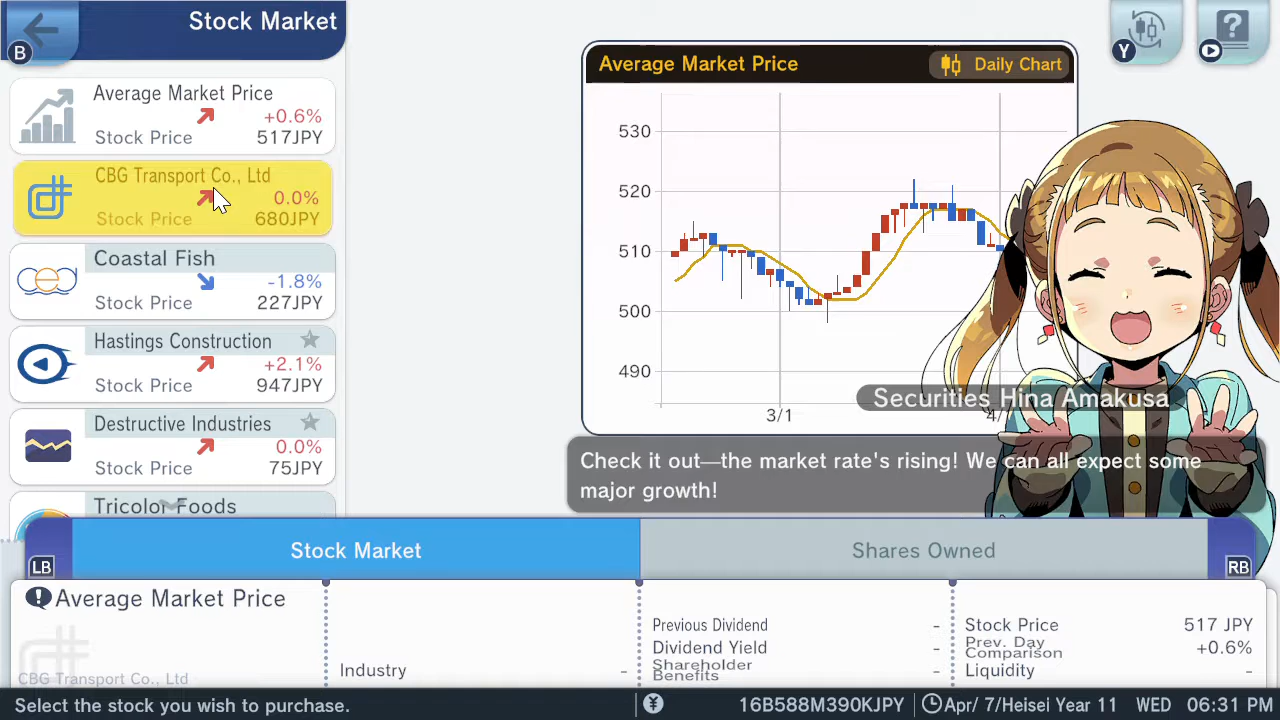 Stock Market
B
Y
Average Market Price
+0.6%
Stock Price
517JPY
CBG Transport Co., Ltd
0.0%
Stock Price
680JPY
Coastal Fish
-1.8%
Stock Price
227JPY
Hastings Construction
+2.1%
Stock Price
947JPY
Destructive Industries
0.0%
Stock Price
75JPY
Tricolor Foods
Average Market Price
Daily Chart
530
520
510
500
490
3/1
4/
Securities Hina Amakusa
Check it out—the market rate's rising! We can all expect some
major growth!
LB
Stock Market
Shares Owned
RB
Average Market Price
CBG Transport Co., Ltd
Industry -
Previous Dividend -
Dividend Yield -
Shareholder
Benefits -
Stock Price 517 JPY
Prev. Day
Comparison +0.6%
Liquidity -
Select the stock you wish to purchase.
16B588M390KJPY
Apr/ 7/Heisei Year 11 WED 06:31 PM